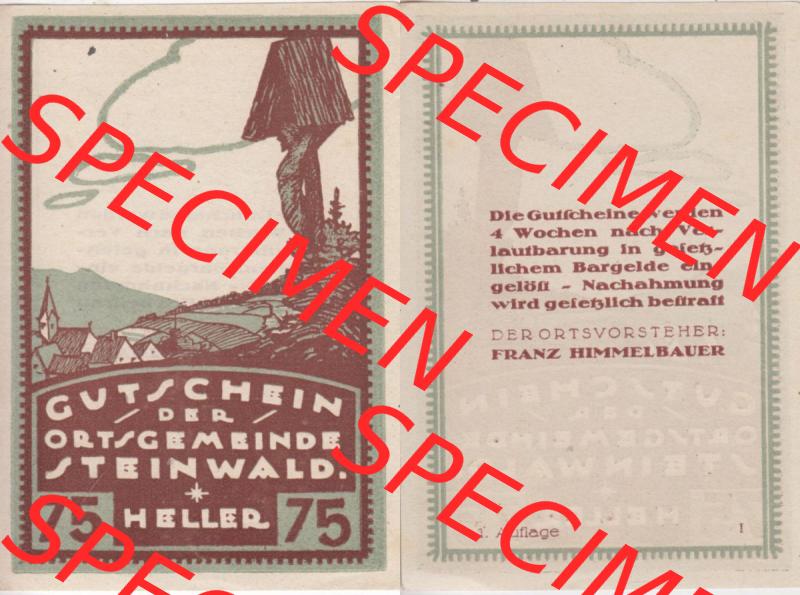 GUTSCHEIN
DER
ORTSGEMEINDE
STEINWALD.
75 HELLER 75
Die Gutscheine werden
4 Wochen nach Ver-
lautbarung in gesetz-
lichem Bargelde ein-
gelöst - Nachahmung
wird gesetzlich bestraft
DER ORTSVORSTEHER:
FRANZ HIMMELBAUER
1. Auflage
I
SPECIMEN
SPECIMEN
SPECIMEN
SPECIMEN